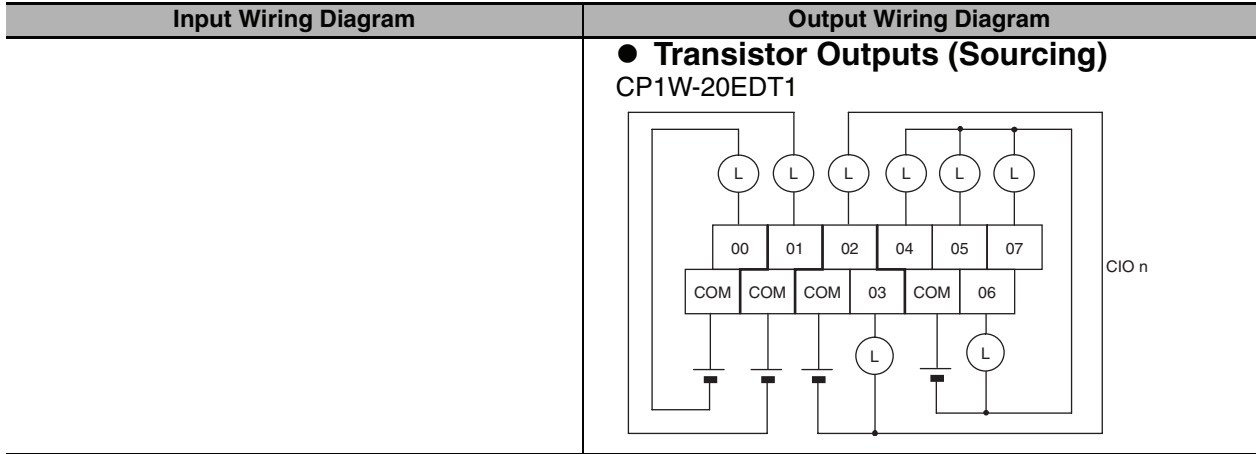 Input Wiring Diagram Output Wiring Diagram
● Transistor Outputs (Sourcing)
CP1W-20EDT1
L L L L L L
00 01 02 04 05 07
CIO n
COM COM COM 03 COM 06
L L